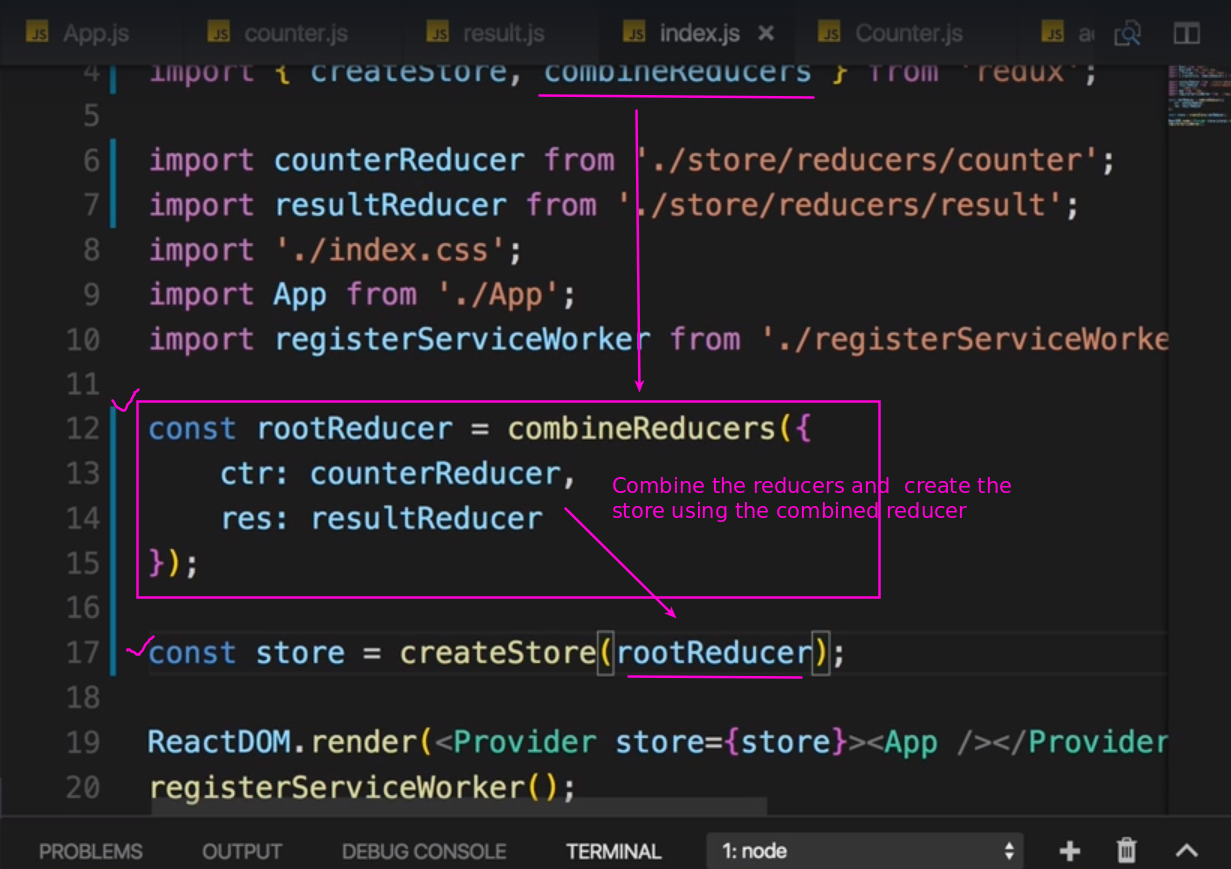 JS App.js JS counter.js JS result.js JS index.js × JS Counter.js JS
4 import { createStore, combineReducers } from 'redux';
5
6 import counterReducer from './store/reducers/counter';
7 import resultReducer from './store/reducers/result';
8 import './index.css';
9 import App from './App';
10 import registerServiceWorker from './registerServiceWorke
11
12 const rootReducer = combineReducers({
13 ctr: counterReducer,
14 res: resultReducer
15 });
Combine the reducers and create the
store using the combined reducer
16
17 const store = createStore(rootReducer);
18
19 ReactDOM.render(<Provider store={store}><App /></Provider
20 registerServiceWorker();
PROBLEMS OUTPUT DEBUG CONSOLE TERMINAL 1: node